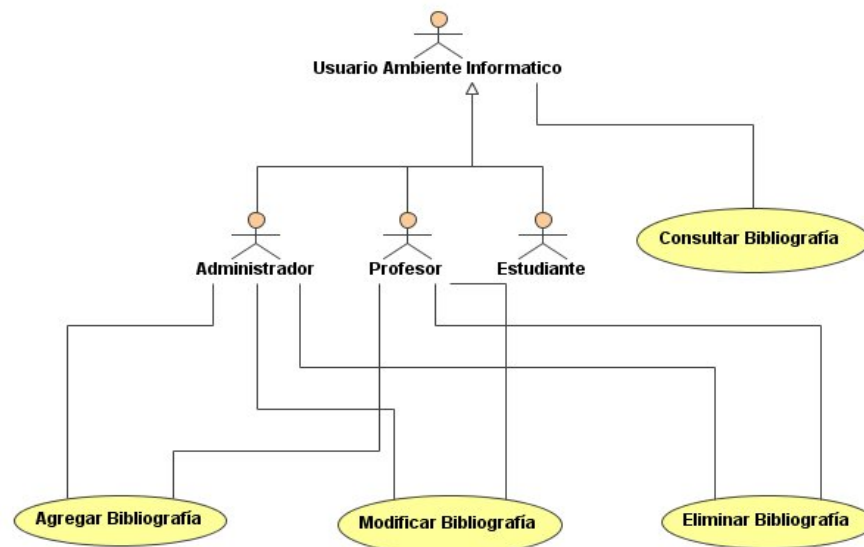 Usuario Ambiente Informatico
Consultar Bibliografía
Administrador
Profesor
Estudiante
Agregar Bibliografía
Modificar Bibliografía
Eliminar Bibliografía